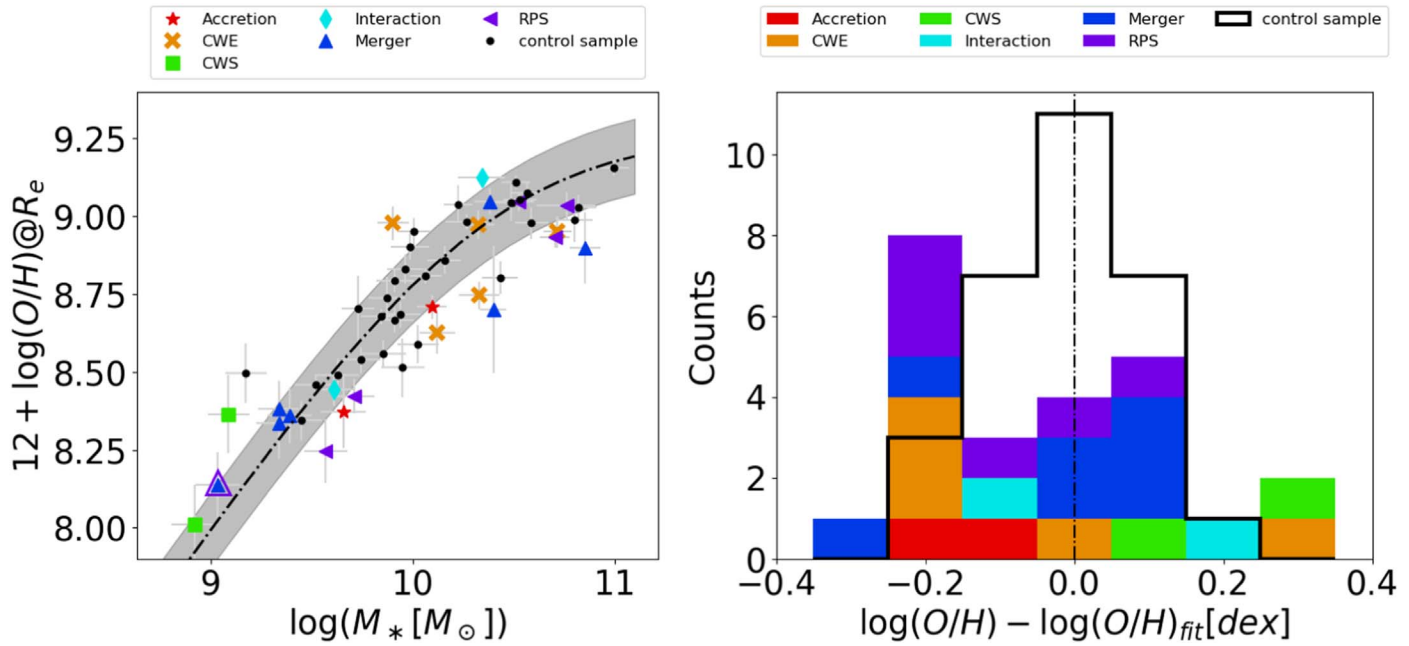 Accretion Interaction RPS
CWE Merger control sample
CWS
9.25
9.00
8.75
8.50
8.25
8.00
12 + log(O/H)@R_e
9 10 11
log(M_*[M_⊙])
Accretion CWS Merger control sample
CWE Interaction RPS
10
8
6
4
2
0
Counts
−0.4 −0.2 0.0 0.2 0.4
log(O/H) − log(O/H)_fit[dex]